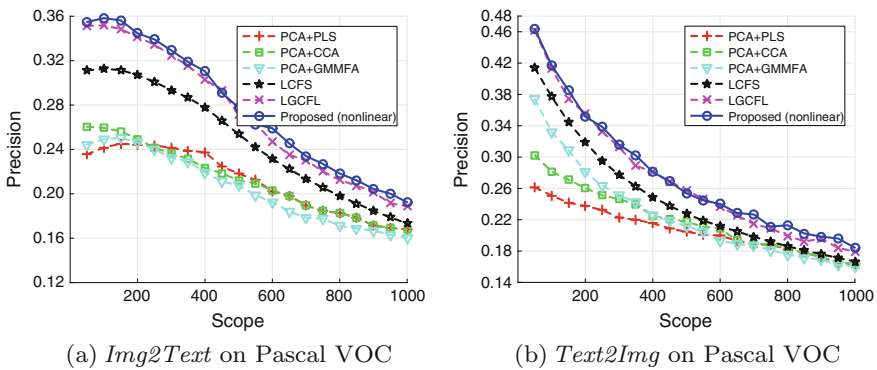 0.36
0.32
0.28
0.24
0.20
0.16
0.12
Precision
0 200 400 600 800 1000
Scope
PCA+PLS
PCA+CCA
PCA+GMMFA
LCFS
LGCFL
Proposed (nonlinear)
(a) Img2Text on Pascal VOC
0.48
0.46
0.42
0.38
0.34
0.30
0.26
0.22
0.18
0.14
Precision
200 400 600 800 1000
Scope
PCA+PLS
PCA+CCA
PCA+GMMFA
LCFS
LGCFL
Proposed (nonlinear)
(b) Text2Img on Pascal VOC